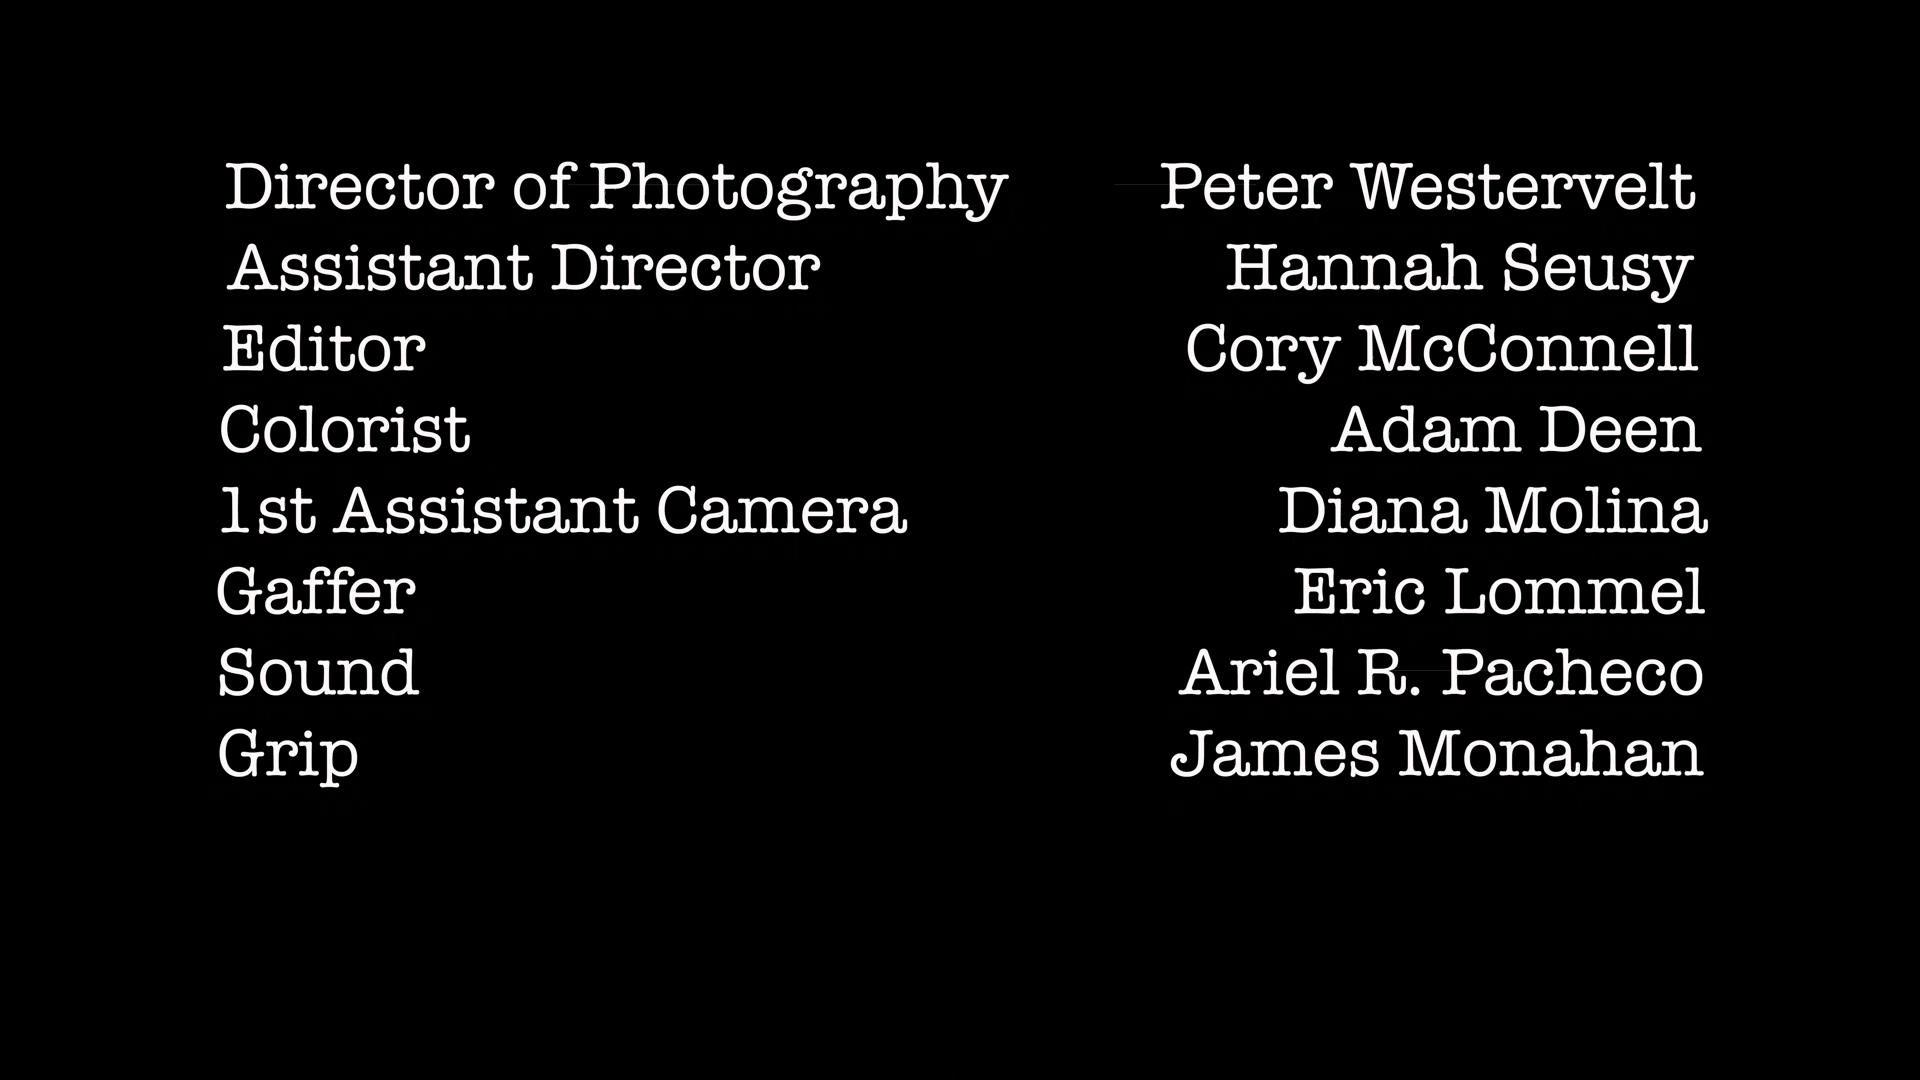 Director of Photography Peter Westervelt
Assistant Director Hannah Seusy
Editor Cory McConnell
Colorist Adam Deen
1st Assistant Camera Diana Molina
Gaffer Eric Lommel
Sound Ariel R. Pacheco
Grip James Monahan